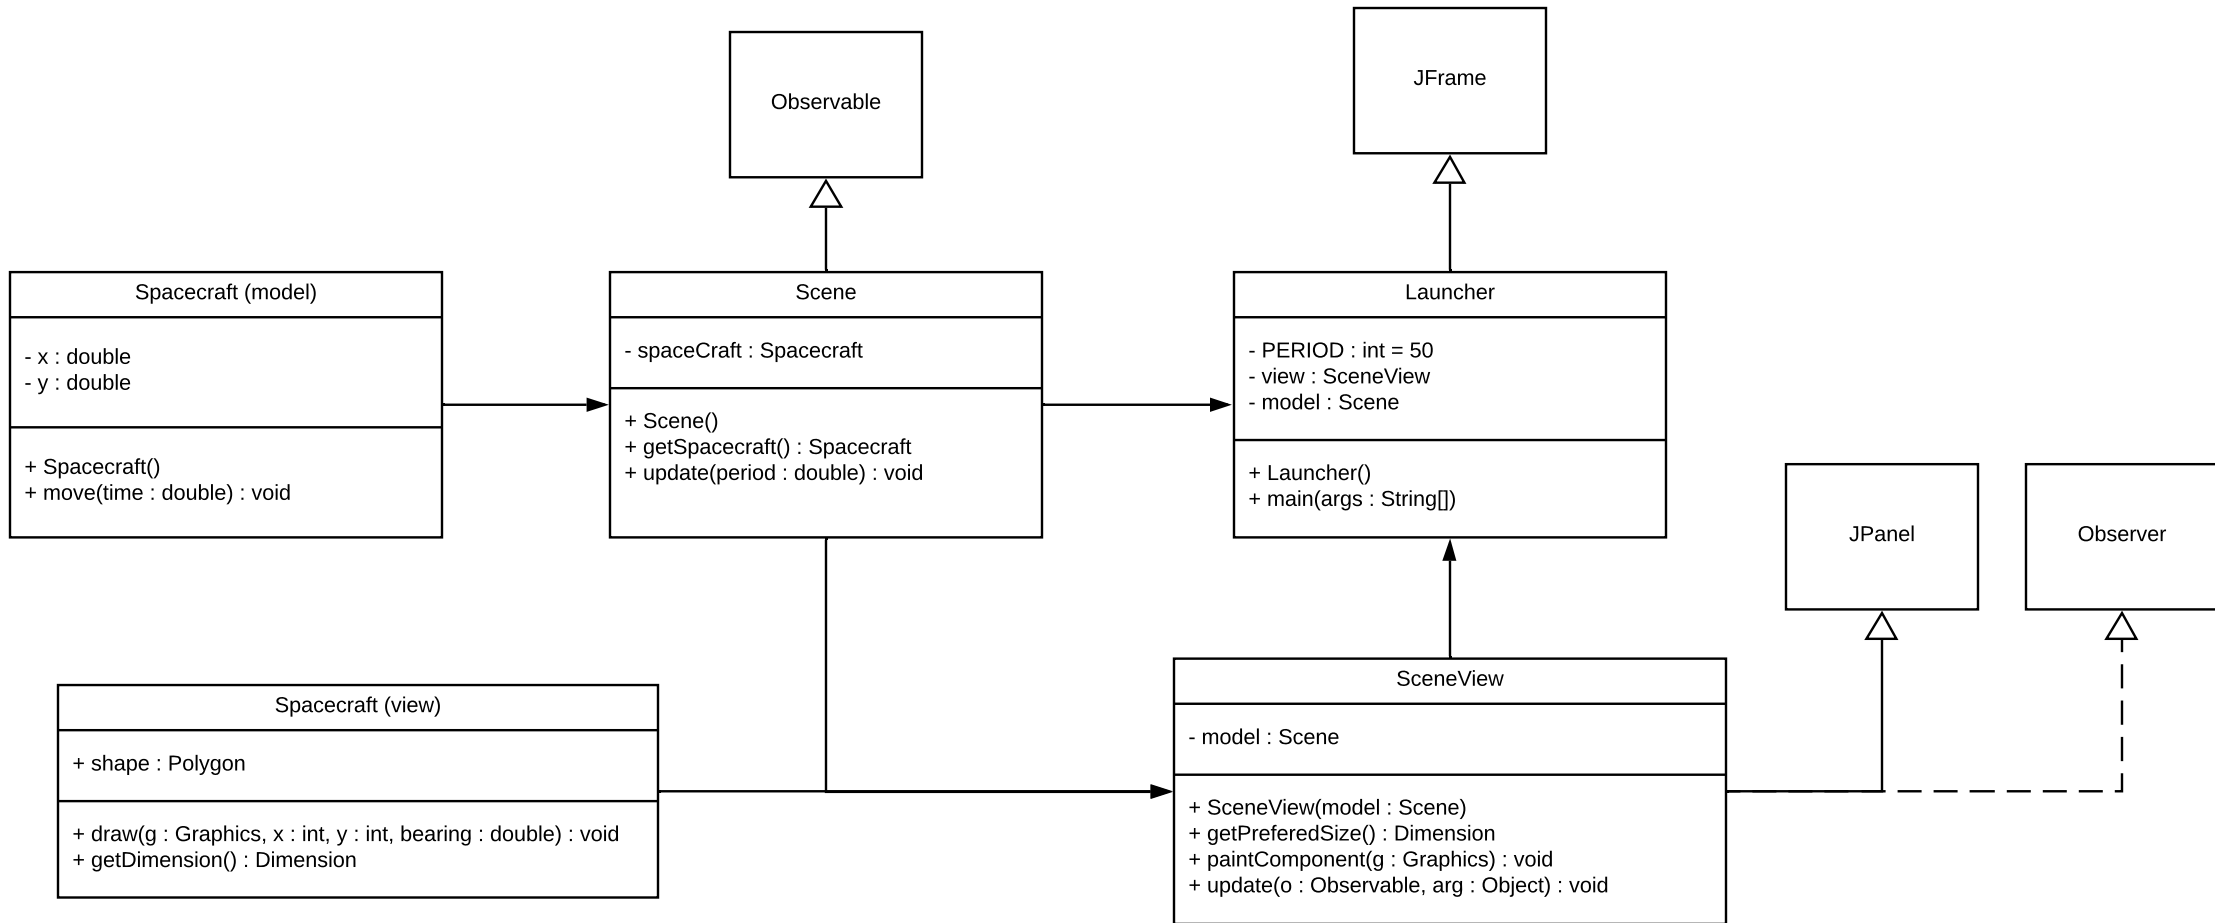 Observable
JFrame
Spacecraft (model)
- x : double
- y : double
+ Spacecraft()
+ move(time : double) : void
Scene
- spaceCraft : Spacecraft
+ Scene()
+ getSpacecraft() : Spacecraft
+ update(period : double) : void
Launcher
- PERIOD : int = 50
- view : SceneView
- model : Scene
+ Launcher()
+ main(args : String[])
JPanel
Observer
Spacecraft (view)
+ shape : Polygon
+ draw(g : Graphics, x : int, y : int, bearing : double) : void
+ getDimension() : Dimension
SceneView
- model : Scene
+ SceneView(model : Scene)
+ getPreferedSize() : Dimension
+ paintComponent(g : Graphics) : void
+ update(o : Observable, arg : Object) : void